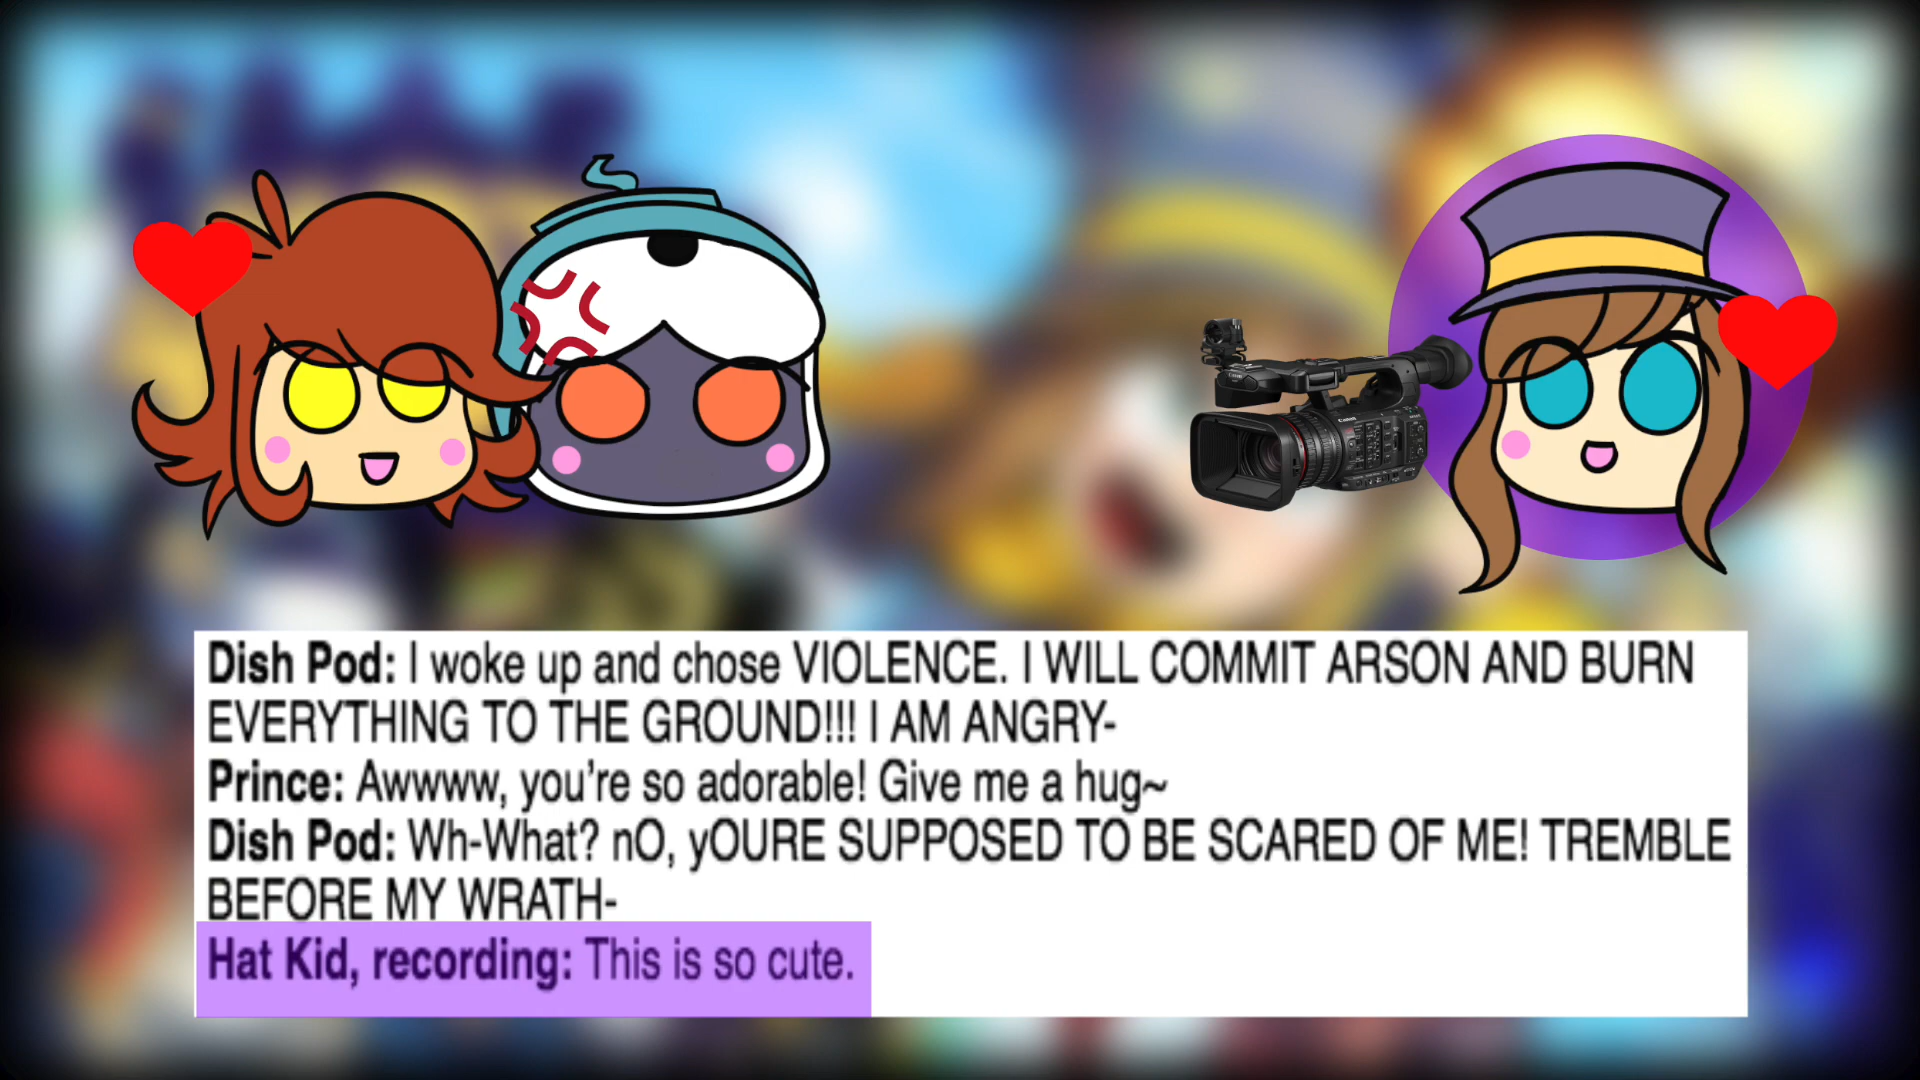 Dish Pod: I woke up and chose VIOLENCE. I WILL COMMIT ARSON AND BURN
EVERYTHING TO THE GROUND!!! I AM ANGRY-
Prince: Awwww, you’re so adorable! Give me a hug~
Dish Pod: Wh-What? nO, yOURE SUPPOSED TO BE SCARED OF ME! TREMBLE
BEFORE MY WRATH-
Hat Kid, recording: This is so cute.